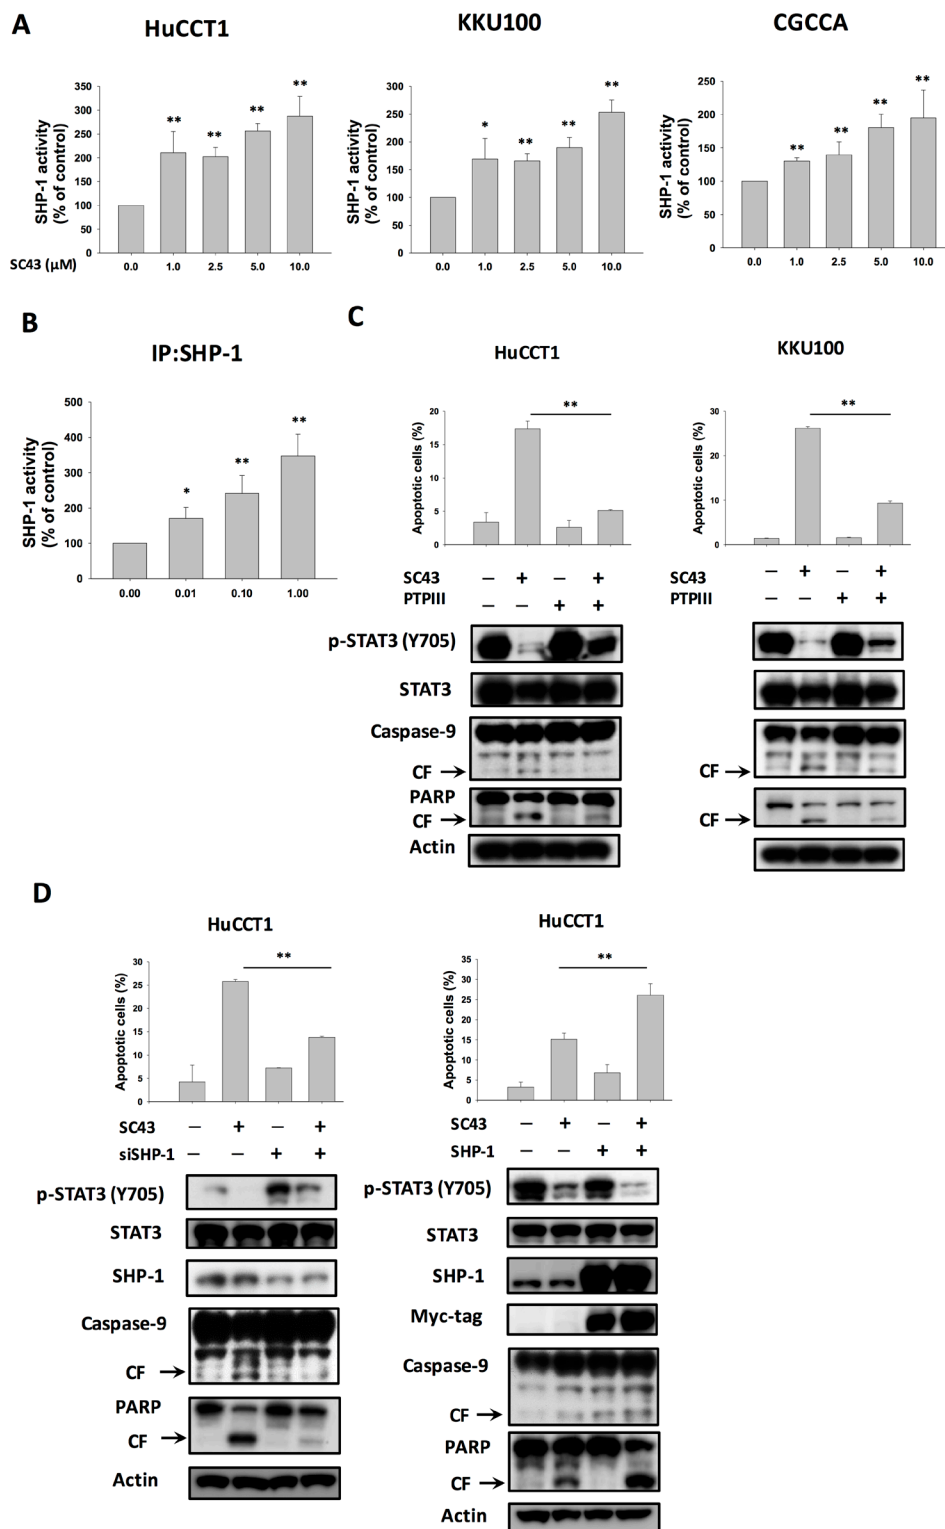 A
HuCCT1
KKU100
CGCCA
SHP-1 activity
(% of control)
350
300
250
200
150
100
50
0
** ** ** **
0.0 1.0 2.5 5.0 10.0
SC43 (μM)
SHP-1 activity
(% of control)
300
250
200
150
100
50
0
* ** ** **
0.0 1.0 2.5 5.0 10.0
SHP-1 activity
(% of control)
250
200
150
100
50
0
** ** ** **
0.0 1.0 2.5 5.0 10.0
B
IP:SHP-1
SHP-1 activity
(% of control)
500
400
300
200
100
0
* ** **
0.00 0.01 0.10 1.00
C
HuCCT1
KKU100
Apoptotic cells (%)
20
15
10
5
0
**
Apoptotic cells (%)
30
20
10
0
**
SC43 – + – +
PTPIII – – + +
SC43 – + – +
PTPIII – – + +
p-STAT3 (Y705)
STAT3
Caspase-9
CF →
CF →
PARP
CF →
CF →
Actin
D
HuCCT1
HuCCT1
Apoptotic cells (%)
30
25
20
15
10
5
0
**
SC43 – + – +
siSHP-1 – – + +
p-STAT3 (Y705)
STAT3
SHP-1
Caspase-9
CF →
PARP
CF →
Actin
Apoptotic cells (%)
35
30
25
20
15
10
5
0
**
SC43 – + – +
SHP-1 – – + +
p-STAT3 (Y705)
STAT3
SHP-1
Myc-tag
Caspase-9
CF →
PARP
CF →
Actin